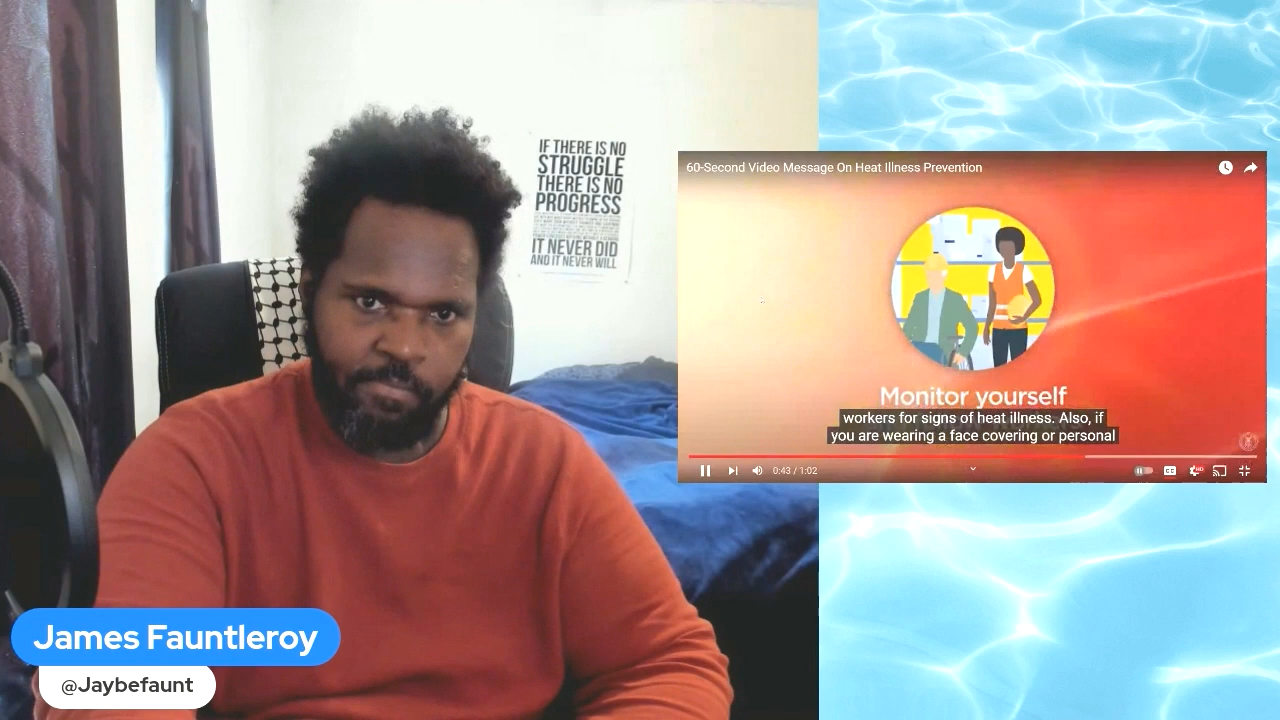 IF THERE IS NO
STRUGGLE
THERE IS NO
PROGRESS
IT NEVER DID
AND IT NEVER WILL
60-Second Video Message On Heat Illness Prevention
Monitor yourself
workers for signs of heat illness. Also, if
you are wearing a face covering or personal
0:43 / 1:02
CC
HD
James Fauntleroy
@Jaybefaunt